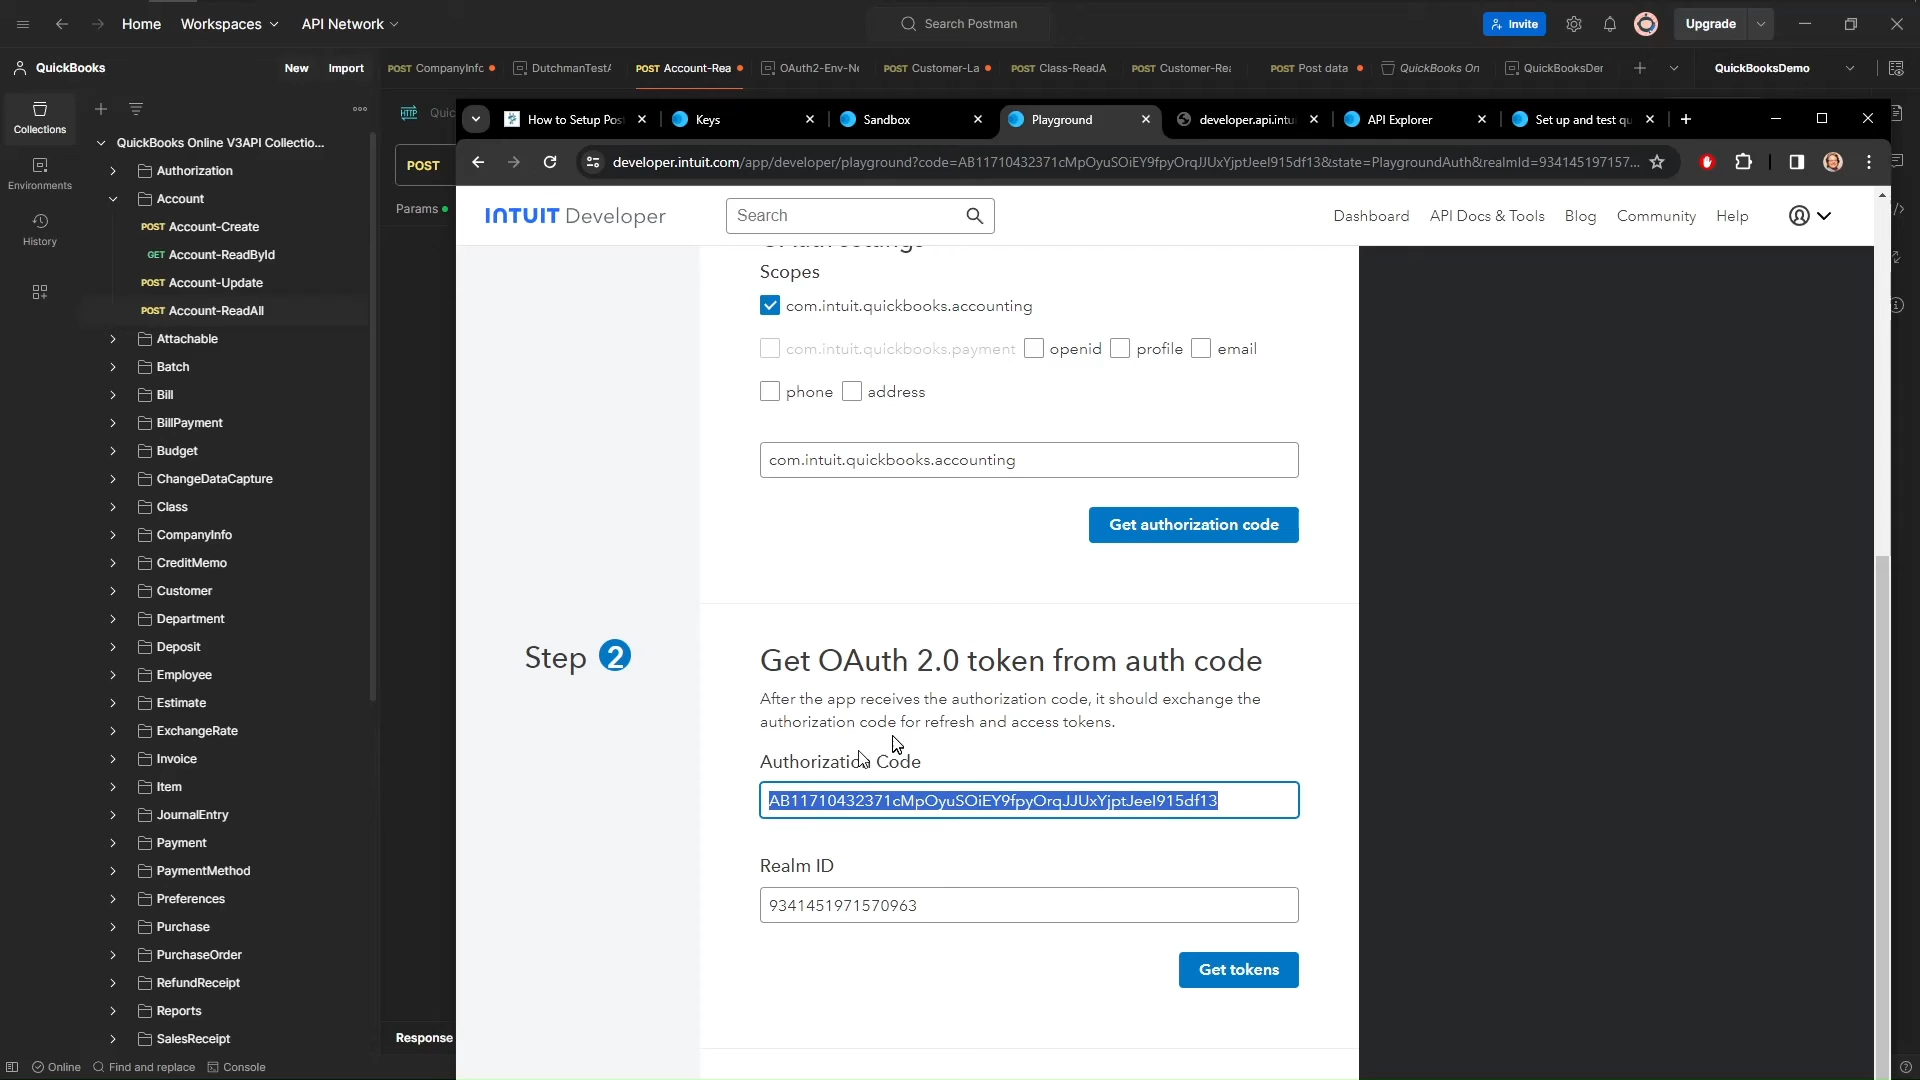 Home
Workspaces
API Network
Search Postman
Invite
Upgrade
QuickBooks
New
Import
POST CompanyInfo
DutchmanTestA
POST Account-Rea
OAuth2-Env-Ne
POST Customer-La
POST Class-ReadA
POST Customer-Rea
POST Post data
QuickBooks On
QuickBooksDer
QuickBooksDemo
Collections
Environments
History
QuickBooks Online V3API Collectio...
Authorization
Account
POST Account-Create
GET Account-ReadById
POST Account-Update
POST Account-ReadAll
Attachable
Batch
Bill
BillPayment
Budget
ChangeDataCapture
Class
CompanyInfo
CreditMemo
Customer
Department
Deposit
Employee
Estimate
ExchangeRate
Invoice
Item
JournalEntry
Payment
PaymentMethod
Preferences
Purchase
PurchaseOrder
RefundReceipt
Reports
SalesReceipt
Online
Find and replace
Console
HTTP
Quic
POST
Params
Response
How to Setup Pos
Keys
Sandbox
Playground
developer.api.intu
API Explorer
Set up and test qu
developer.intuit.com/app/developer/playground?code=AB11710432371cMpOyuSOiEY9fpyOrqJJUxYjptJeeI915df13&state=PlaygroundAuth&realmId=934145197157...
INTUIT Developer
Search
Dashboard
API Docs & Tools
Blog
Community
Help
Scopes
com.intuit.quickbooks.accounting
com.intuit.quickbooks.payment
openid
profile
email
phone
address
com.intuit.quickbooks.accounting
Get authorization code
Step 2
Get OAuth 2.0 token from auth code
After the app receives the authorization code, it should exchange the
authorization code for refresh and access tokens.
Authorization Code
AB11710432371cMpOyuSOiEY9fpyOrqJJUxYjptJeeI915df13
Realm ID
9341451971570963
Get tokens